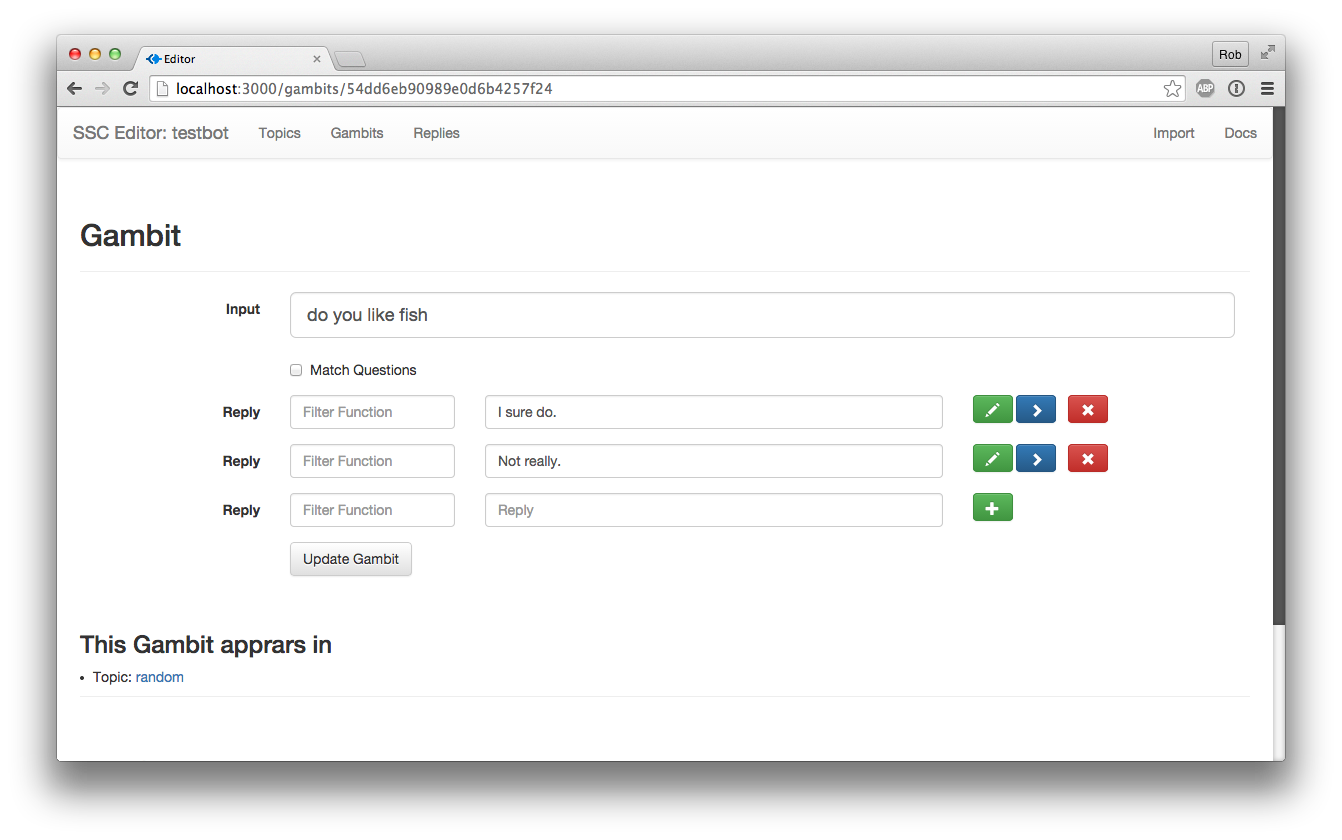 Editor
Rob
localhost:3000/gambits/54dd6eb90989e0d6b4257f24
ABP
SSC Editor: testbot Topics Gambits Replies Import Docs
Gambit
Input do you like fish
Match Questions
Reply Filter Function I sure do.
Reply Filter Function Not really.
Reply Filter Function Reply
Update Gambit
This Gambit apprars in
• Topic: random